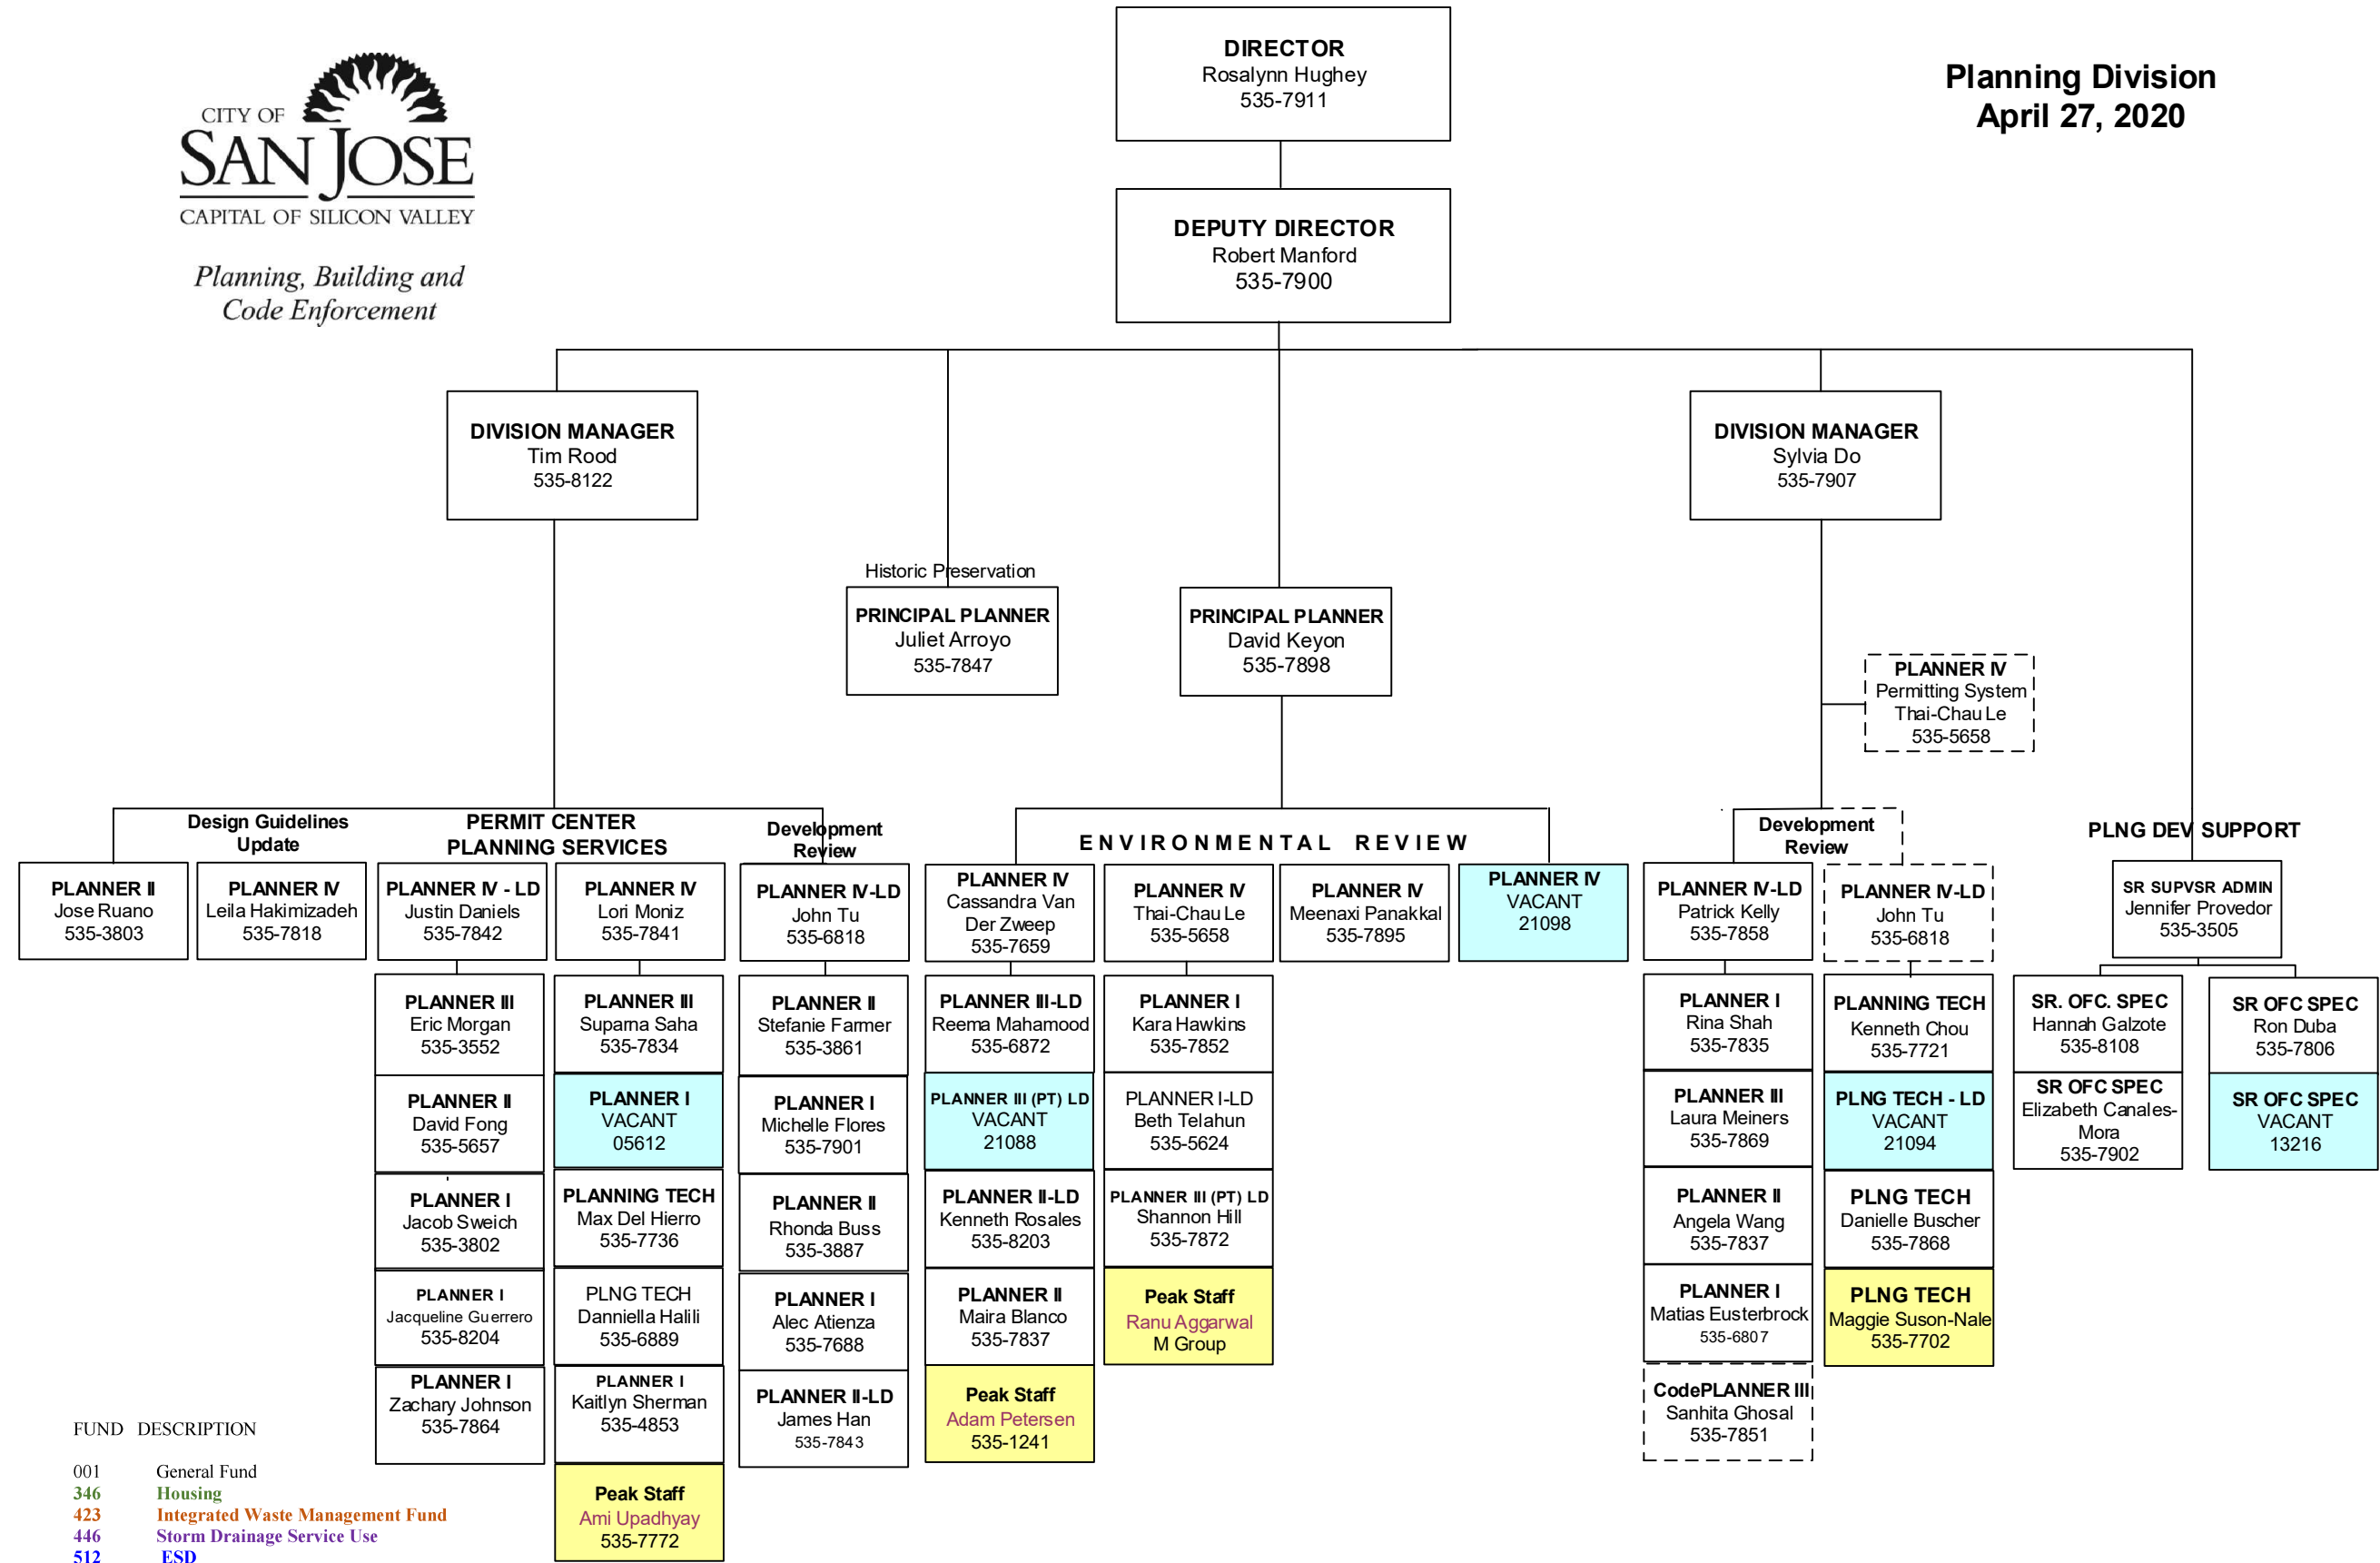 CITY OF
SAN JOSE
CAPITAL OF SILICON VALLEY
Planning, Building and
Code Enforcement
Planning Division
April 27, 2020
DIRECTOR
Rosalynn Hughey
535-7911
DEPUTY DIRECTOR
Robert Manford
535-7900
DIVISION MANAGER
Tim Rood
535-8122
DIVISION MANAGER
Sylvia Do
535-7907
Historic Preservation
PRINCIPAL PLANNER
Juliet Arroyo
535-7847
PRINCIPAL PLANNER
David Keyon
535-7898
PLANNER IV
Permitting System
Thai-Chau Le
535-5658
Design Guidelines
Update
PERMIT CENTER
PLANNING SERVICES
Development
Review
ENVIRONMENTAL REVIEW
Development
Review
PLNG DEV SUPPORT
PLANNER II
Jose Ruano
535-3803
PLANNER IV
Leila Hakimizadeh
535-7818
PLANNER IV - LD
Justin Daniels
535-7842
PLANNER IV
Lori Moniz
535-7841
PLANNER IV-LD
John Tu
535-6818
PLANNER IV
Cassandra Van
Der Zweep
535-7659
PLANNER IV
Thai-Chau Le
535-5658
PLANNER IV
Meenaxi Panakkal
535-7895
PLANNER IV
VACANT
21098
PLANNER IV-LD
Patrick Kelly
535-7858
PLANNER IV-LD
John Tu
535-6818
SR SUPVSR ADMIN
Jennifer Provedor
535-3505
PLANNER III
Eric Morgan
535-3552
PLANNER II
David Fong
535-5657
PLANNER I
Jacob Sweich
535-3802
PLANNER I
Jacqueline Guerrero
535-8204
PLANNER I
Zachary Johnson
535-7864
PLANNER III
Suparna Saha
535-7834
PLANNER I
VACANT
05612
PLANNING TECH
Max Del Hierro
535-7736
PLNG TECH
Danniella Halili
535-6889
PLANNER I
Kaitlyn Sherman
535-4853
Peak Staff
Ami Upadhyay
535-7772
PLANNER II
Stefanie Farmer
535-3861
PLANNER I
Michelle Flores
535-7901
PLANNER II
Rhonda Buss
535-3887
PLANNER I
Alec Atienza
535-7688
PLANNER II-LD
James Han
535-7843
PLANNER III-LD
Reema Mahamood
535-6872
PLANNER III (PT) LD
VACANT
21088
PLANNER II-LD
Kenneth Rosales
535-8203
PLANNER II
Maira Blanco
535-7837
Peak Staff
Adam Petersen
535-1241
PLANNER I
Kara Hawkins
535-7852
PLANNER I-LD
Beth Telahun
535-5624
PLANNER III (PT) LD
Shannon Hill
535-7872
Peak Staff
Ranu Aggarwal
M Group
PLANNER I
Rina Shah
535-7835
PLANNER III
Laura Meiners
535-7869
PLANNER II
Angela Wang
535-7837
PLANNER I
Matias Eusterbrock
535-6807
CodePLANNER III
Sanhita Ghosal
535-7851
PLANNING TECH
Kenneth Chou
535-7721
PLNG TECH - LD
VACANT
21094
PLNG TECH
Danielle Buscher
535-7868
PLNG TECH
Maggie Suson-Nale
535-7702
SR. OFC. SPEC
Hannah Galzote
535-8108
SR OFC SPEC
Elizabeth Canales-
Mora
535-7902
SR OFC SPEC
Ron Duba
535-7806
SR OFC SPEC
VACANT
13216
FUND DESCRIPTION
001 General Fund
346 Housing
423 Integrated Waste Management Fund
446 Storm Drainage Service Use
512 ESD